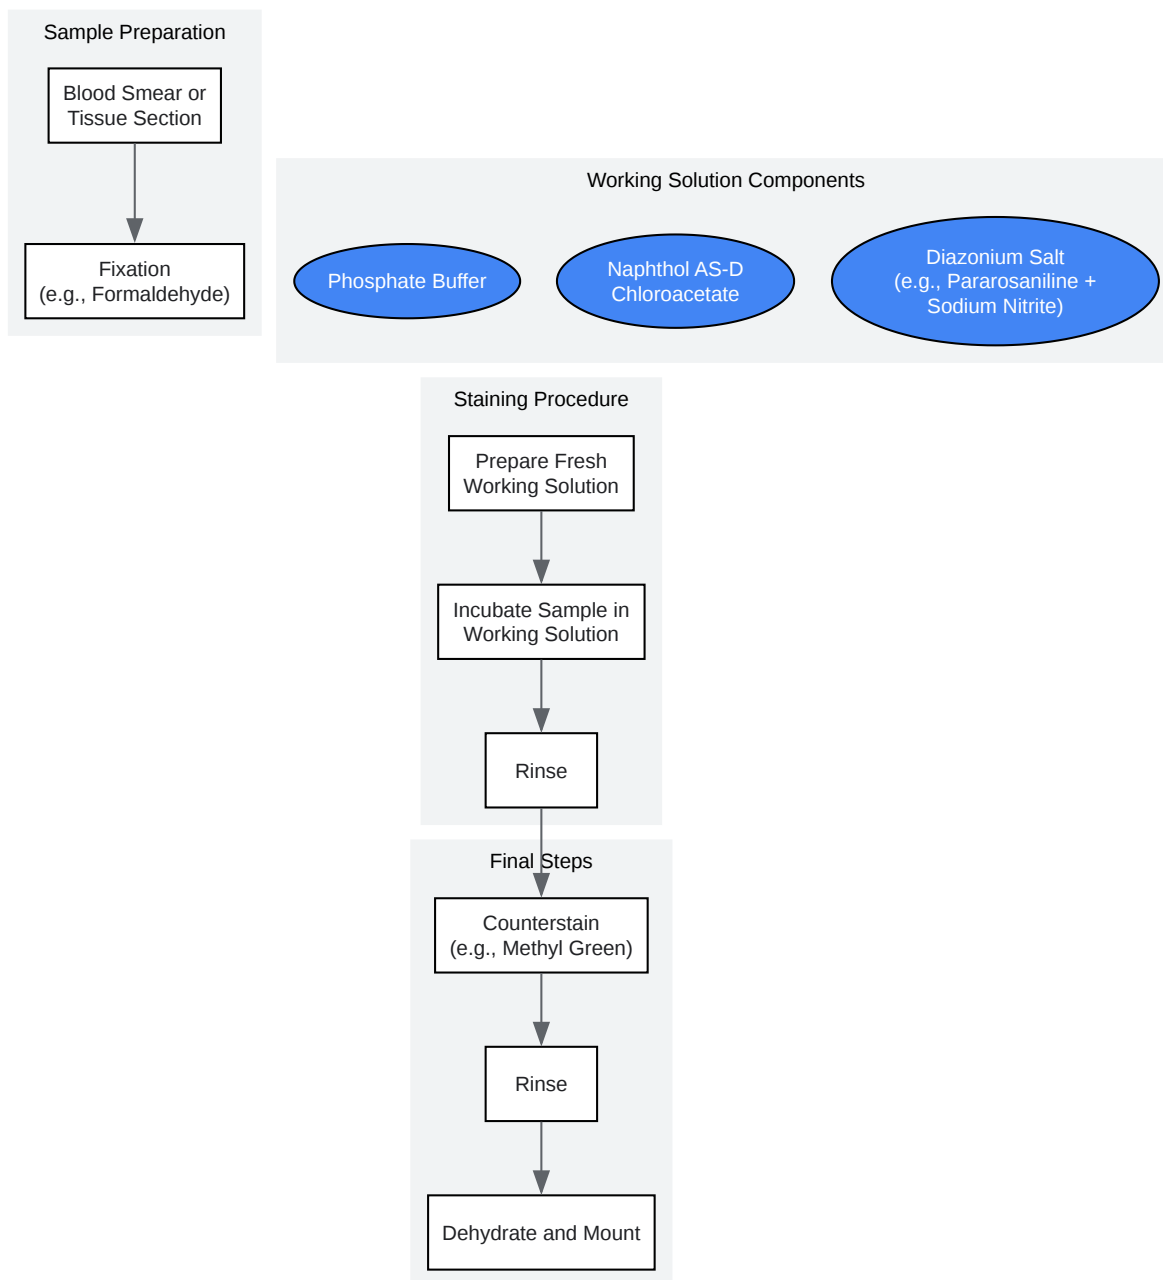 Sample Preparation
Blood Smear or
Tissue Section
Fixation
(e.g., Formaldehyde)
Working Solution Components
Phosphate Buffer
Naphthol AS-D
Chloroacetate
Diazonium Salt
(e.g., Pararosaniline +
Sodium Nitrite)
Staining Procedure
Prepare Fresh
Working Solution
Incubate Sample in
Working Solution
Rinse
Final Steps
Counterstain
(e.g., Methyl Green)
Rinse
Dehydrate and Mount